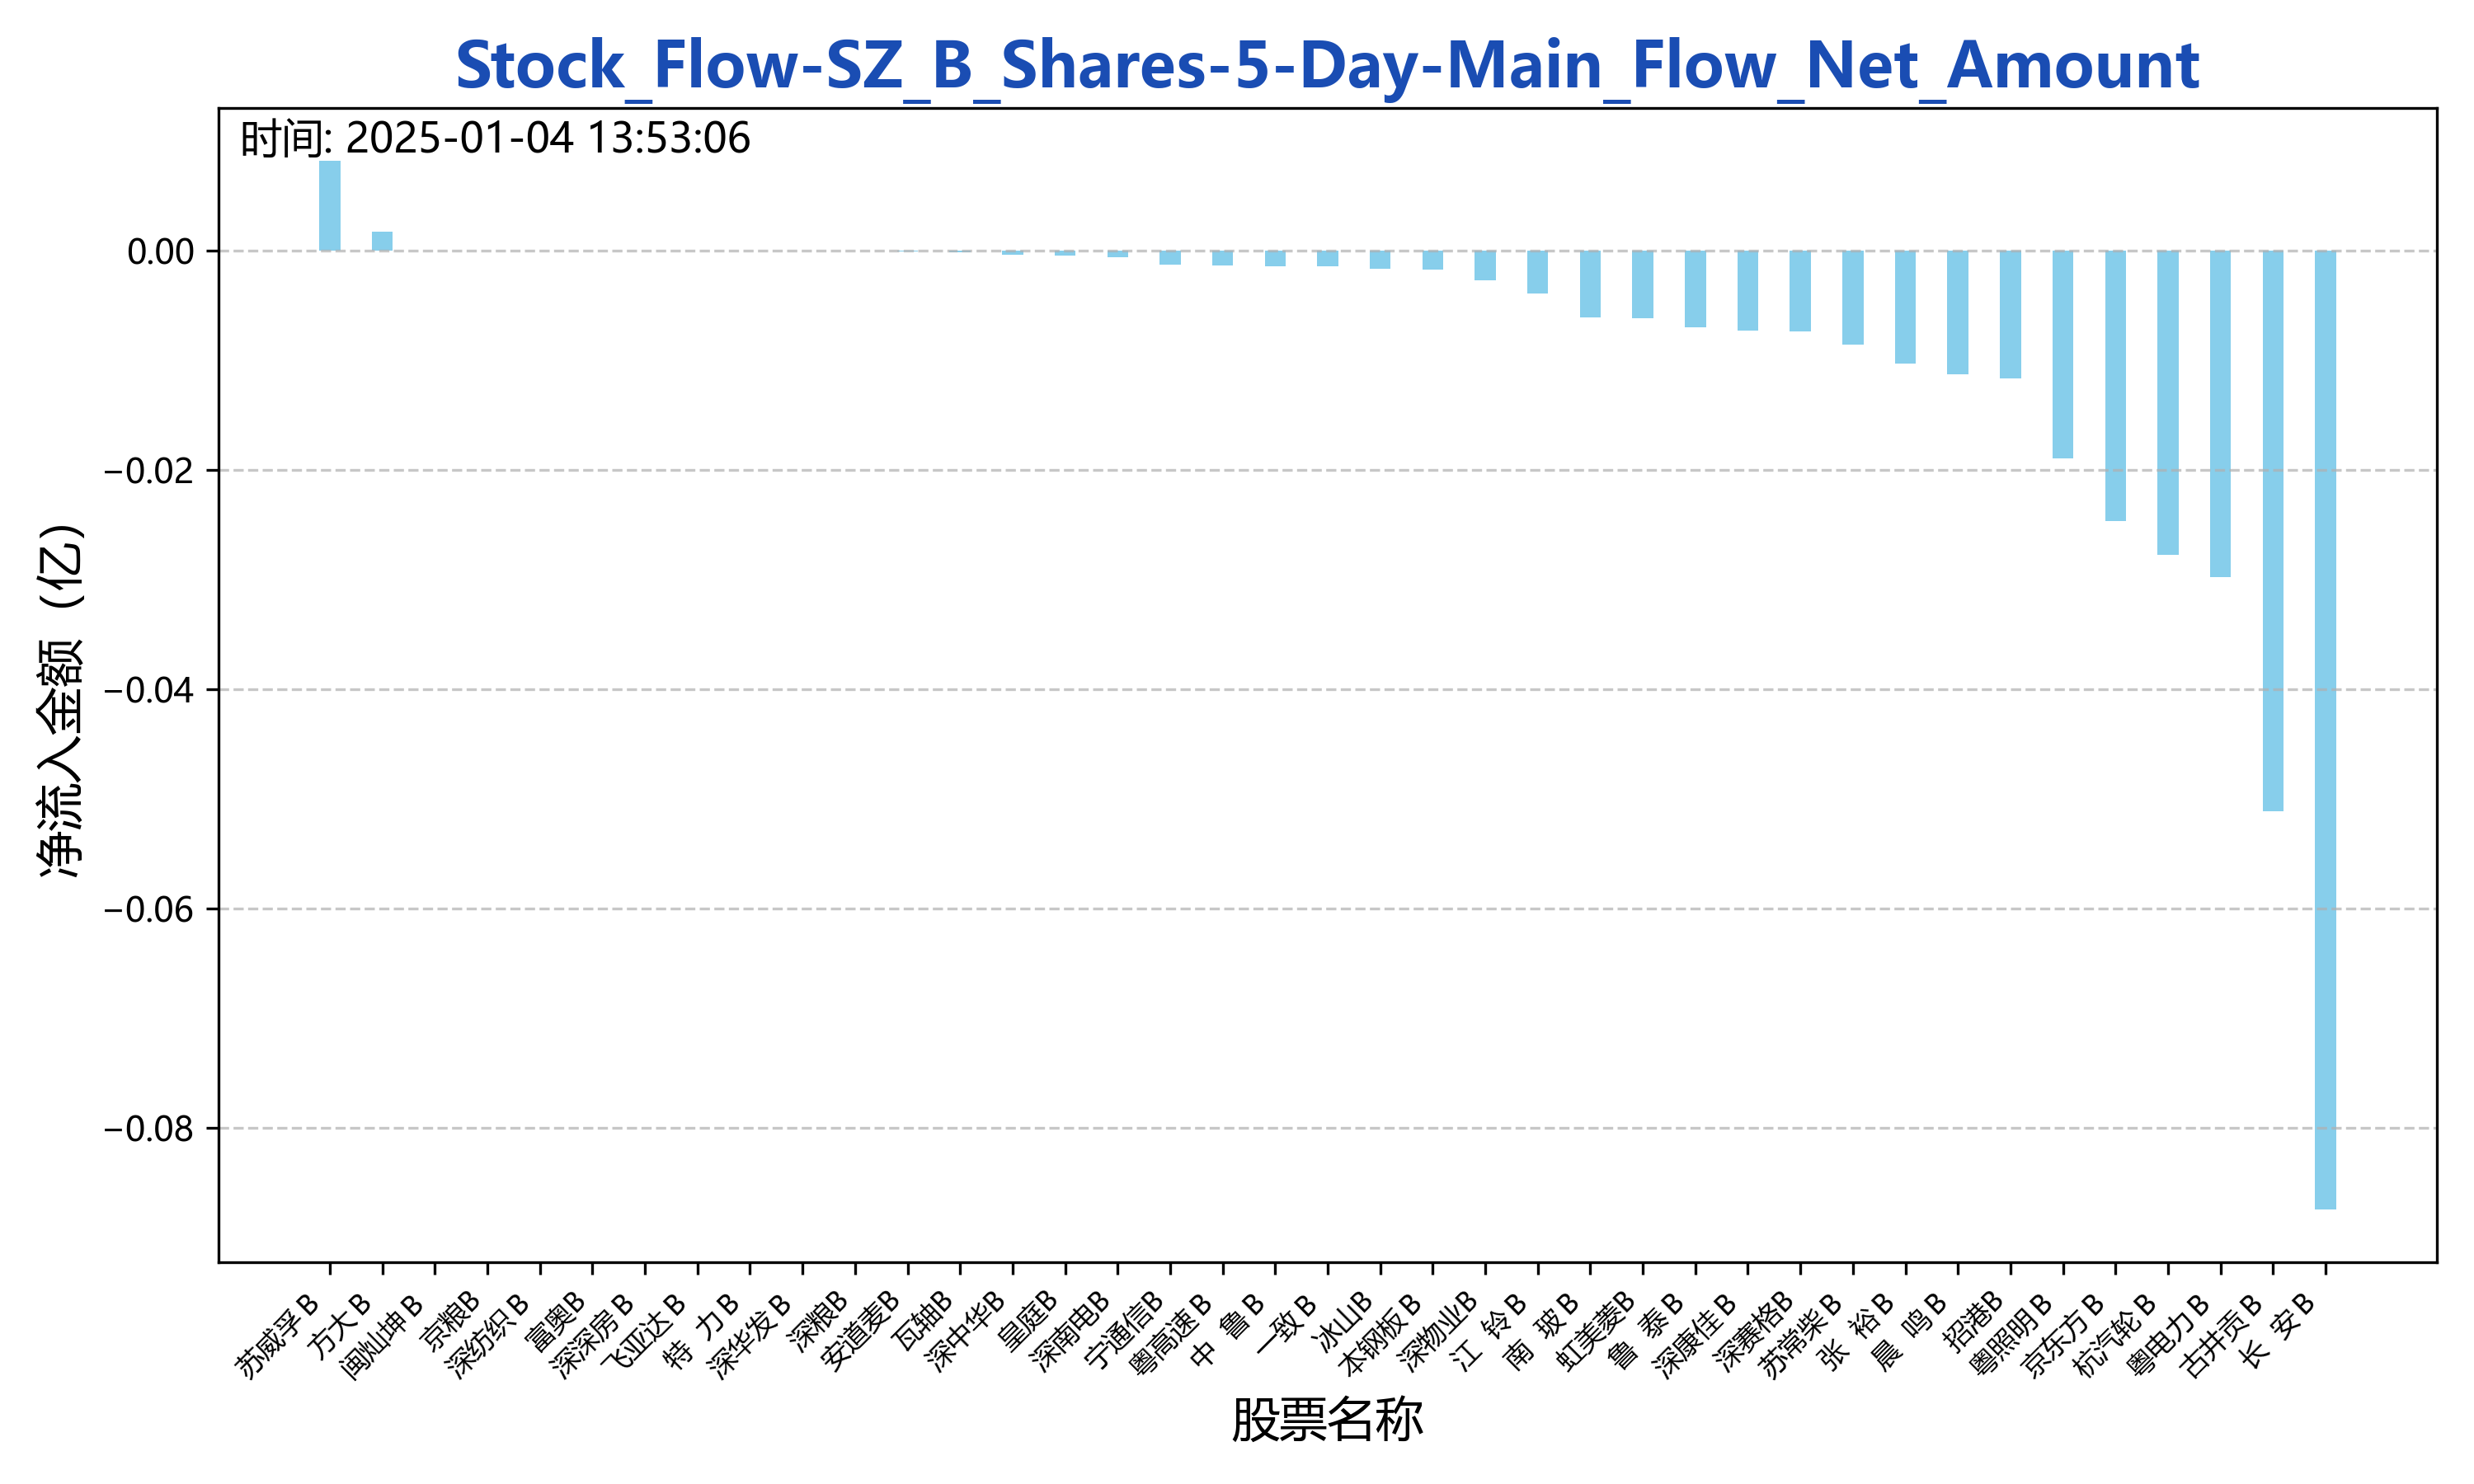 Stock_Flow-SZ_B_Shares-5-Day-Main_Flow_Net_Amount
时间: 2025-01-04 13:53:06
净流入金额 (亿)
0.00
−0.02
−0.04
−0.06
−0.08
苏威孚B
方大B
闽灿坤B
京粮B
深纺织B
富奥B
深深房B
飞亚达B
特 力B
深华发B
深粮B
安道麦B
瓦轴B
深中华B
皇庭B
深南电B
宁通信B
粤高速B
中 鲁B
一致B
冰山B
本钢板B
深物业B
江 铃B
南 玻B
虹美菱B
鲁 泰B
深康佳B
深赛格B
苏常柴B
张 裕B
晨 鸣B
招港B
粤照明B
京东方B
杭汽轮B
粤电力B
古井贡B
长 安B
股票名称